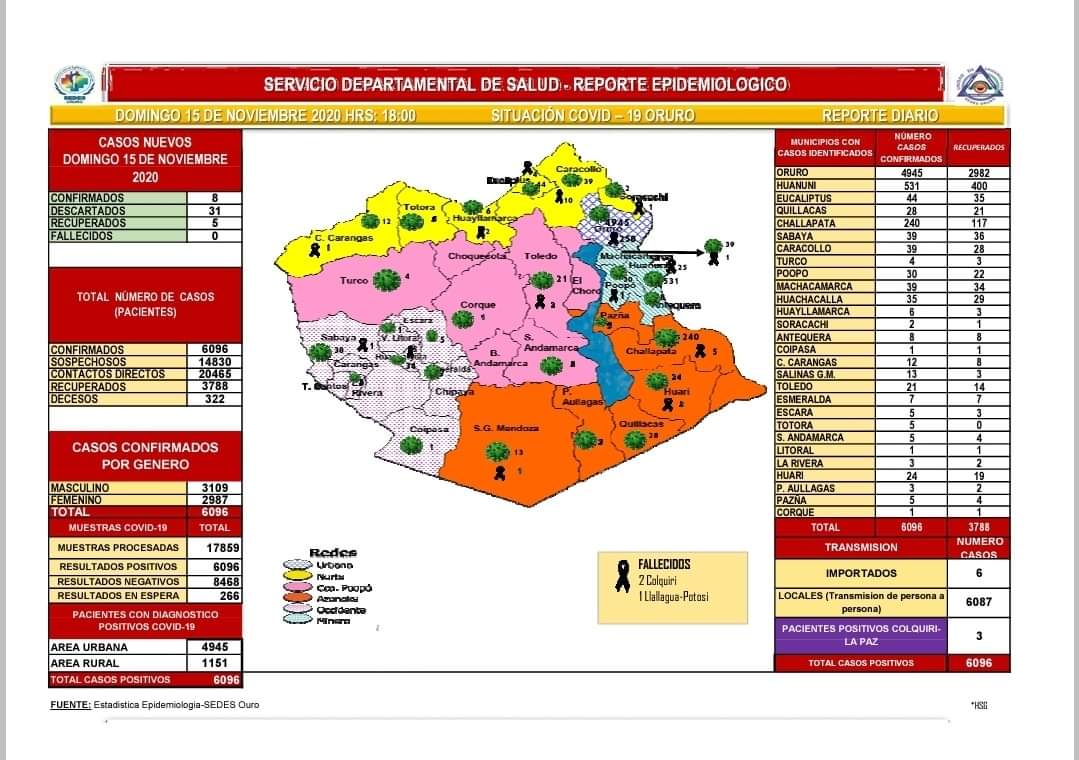 SERVICIO DEPARTAMENTAL DE SALUD - REPORTE EPIDEMIOLOGICO
DOMINGO 15 DE NOVIEMBRE 2020 HRS: 18:00 SITUACIÓN COVID – 19 ORURO REPORTE DIARIO
CASOS NUEVOS
DOMINGO 15 DE NOVIEMBRE
2020
CONFIRMADOS 8
DESCARTADOS 31
RECUPERADOS 5
FALLECIDOS 0
TOTAL NÚMERO DE CASOS
(PACIENTES)
CONFIRMADOS 6096
SOSPECHOSOS 14830
CONTACTOS DIRECTOS 20465
RECUPERADOS 3788
DECESOS 322
CASOS CONFIRMADOS
POR GENERO
MASCULINO 3109
FEMENINO 2987
TOTAL 6096
MUESTRAS COVID-19 TOTAL
MUESTRAS PROCESADAS 17859
RESULTADOS POSITIVOS 6096
RESULTADOS NEGATIVOS 8468
RESULTADOS EN ESPERA 266
PACIENTES CON DIAGNOSTICO
POSITIVOS COVID-19
AREA URBANA 4945
AREA RURAL 1151
TOTAL CASOS POSITIVOS 6096
Caracollo
39
44
2
10
Totora
5
12
Huayllamarca
6
2
C. Carangas
1
4945
258
39
1
Choquecota
Toledo
21
3
Turco
4
El
Choro
Machacamarca
Huanuni
25
531
Poopó
30
1
Antequera
Pazña
5
Corque
1
Escara
Sabaya
1
38
V. Litoral
5
Carangas
Rivera
Chipaya
S.
Andamarca
B.
Andamarca
Challapata
240
5
24
Huari
2
P.
Aullagas
Coipasa
1
S.G. Mendoza
13
1
Quillacas
28
Redes
Urbana
Norte
Azanake
Occidente
Minera
FALLECIDOS
2 Colquiri
1 Llallagua-Potosi
MUNICIPIOS CON
CASOS IDENTIFICADOS
NÚMERO
CASOS
CONFIRMADOS
RECUPERADOS
ORURO 4945 2982
HUANUNI 531 400
EUCALIPTUS 44 35
QUILLACAS 28 21
CHALLAPATA 240 117
SABAYA 39 36
CARACOLLO 39 28
TURCO 4 3
POOPO 30 22
MACHACAMARCA 39 34
HUACHACALLA 35 29
HUAYLLAMARCA 6 3
SORACACHI 2 1
ANTEQUERA 8 8
COIPASA 1 1
C. CARANGAS 12 8
SALINAS G.M. 13 3
TOLEDO 21 14
ESMERALDA 7 7
ESCARA 5 3
TOTORA 5 0
S. ANDAMARCA 5 4
LITORAL 1 1
LA RIVERA 3 2
HUARI 24 19
P. AULLAGAS 3 2
PAZÑA 5 4
CORQUE 1 1
TOTAL 6096 3788
TRANSMISION NUMERO
CASOS
IMPORTADOS 6
LOCALES (Transmision de persona a
persona) 6087
PACIENTES POSITIVOS COLQUIRI-
LA PAZ 3
TOTAL CASOS POSITIVOS 6096
FUENTE: Estadistica Epidemiologia-SEDES Ouro
*HSG